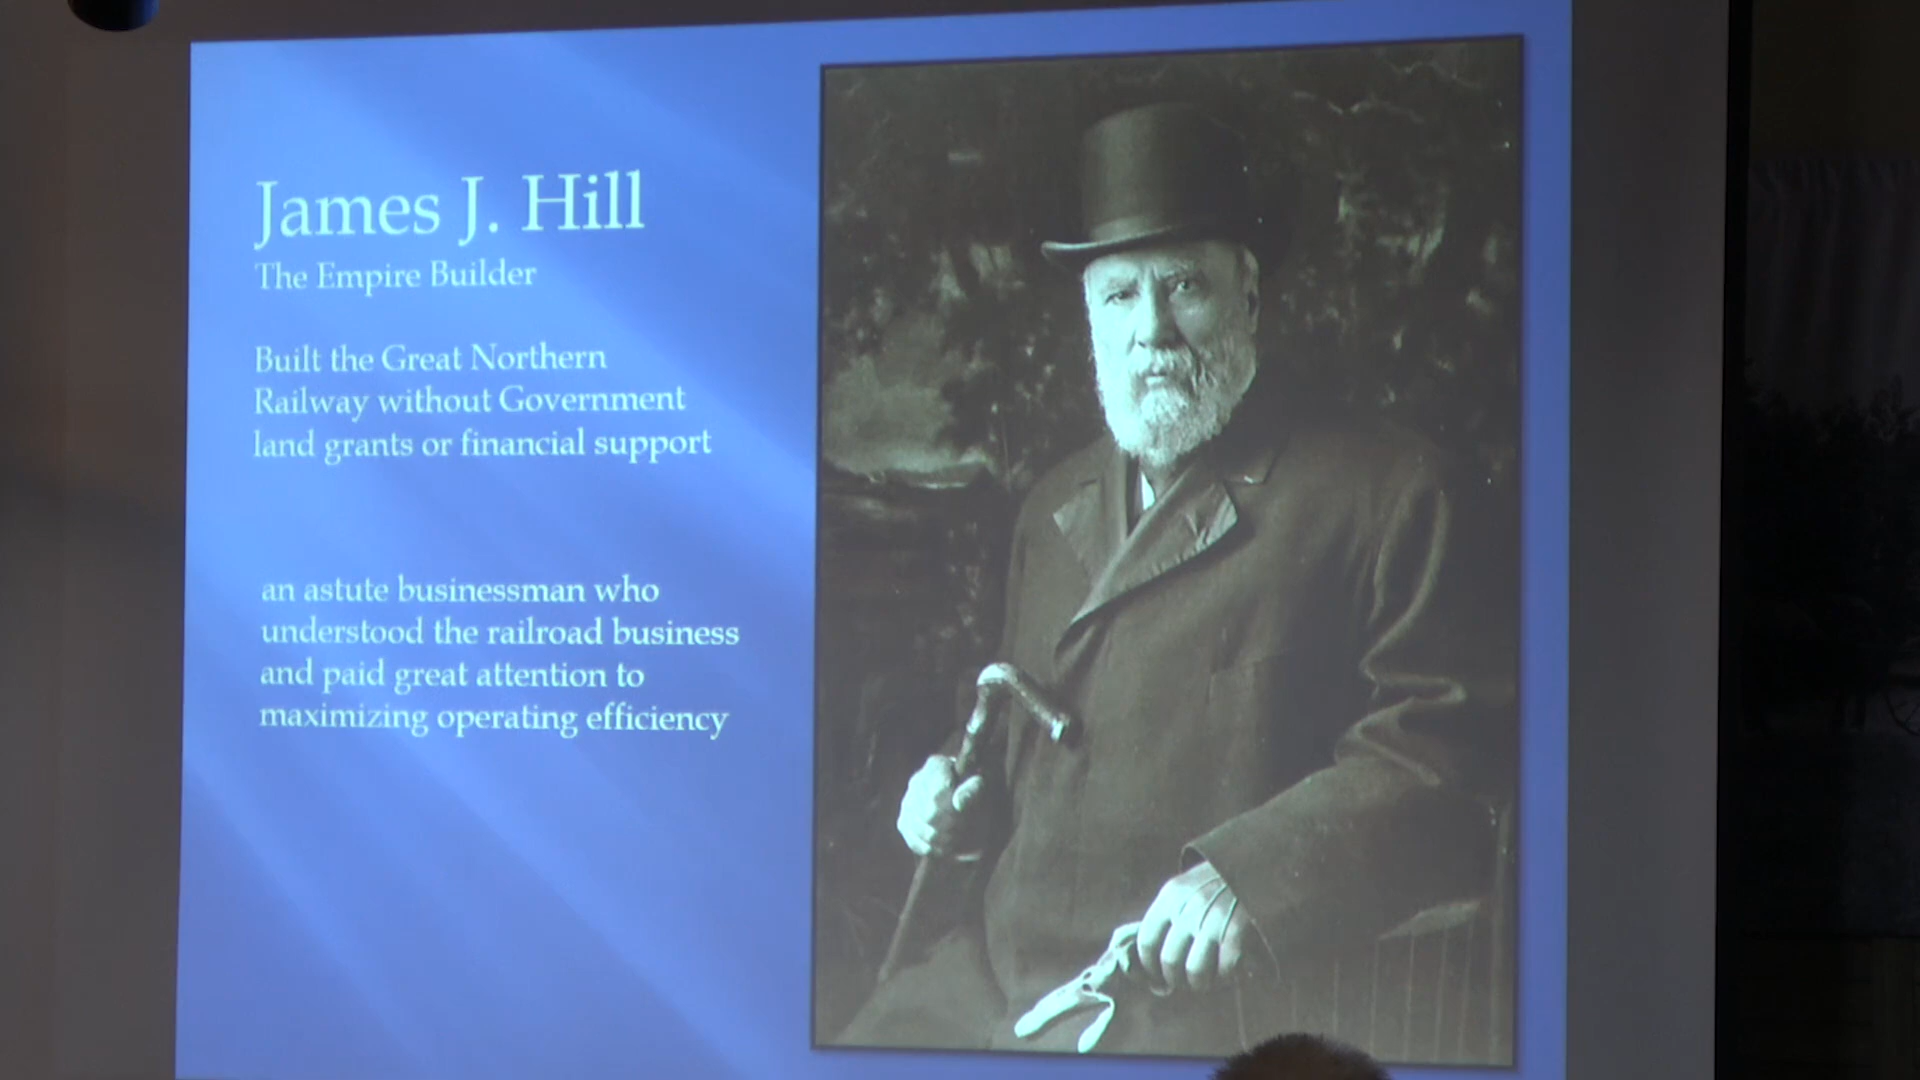 James J. Hill
The Empire Builder
Built the Great Northern
Railway without Government
land grants or financial support
an astute businessman who
understood the railroad business
and paid great attention to
maximizing operating efficiency